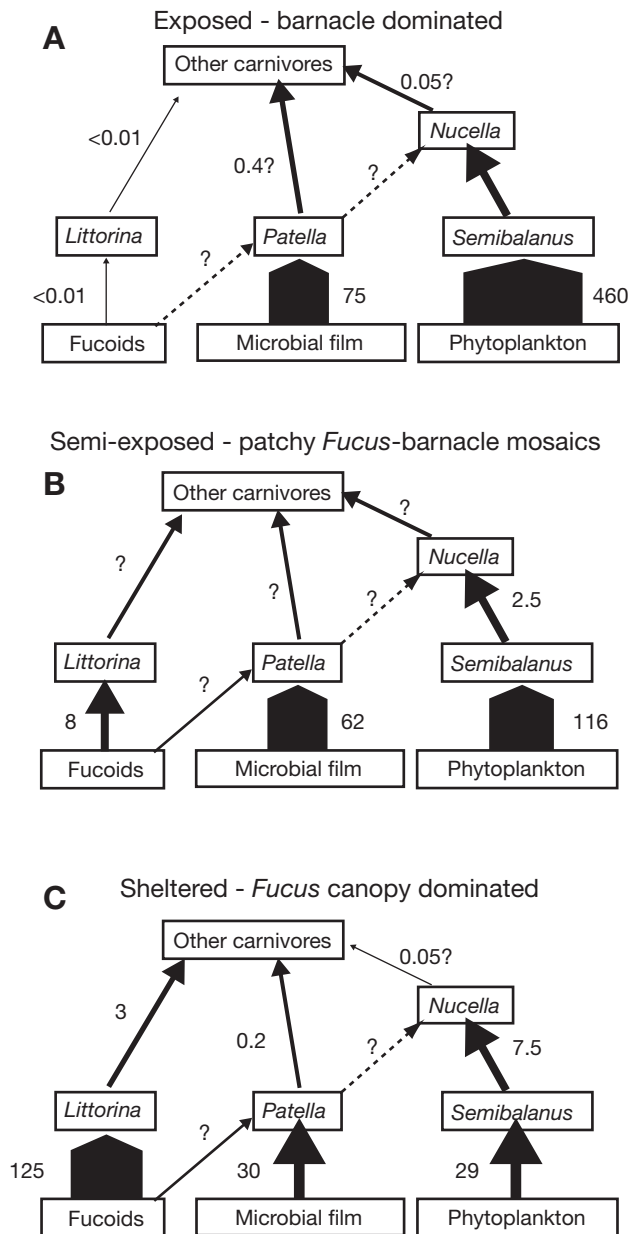 A
Exposed - barnacle dominated
Other carnivores
0.05?
Nucella
<0.01
0.4?
?
Littorina
Patella
Semibalanus
?
<0.01
75
460
Fucoids
Microbial film
Phytoplankton
Semi-exposed - patchy Fucus-barnacle mosaics
B
Other carnivores
?
Nucella
?
?
?
2.5
Littorina
Patella
Semibalanus
?
8
62
116
Fucoids
Microbial film
Phytoplankton
C
Sheltered - Fucus canopy dominated
Other carnivores
0.05?
Nucella
3
0.2
?
7.5
Littorina
Patella
Semibalanus
?
125
30
29
Fucoids
Microbial film
Phytoplankton